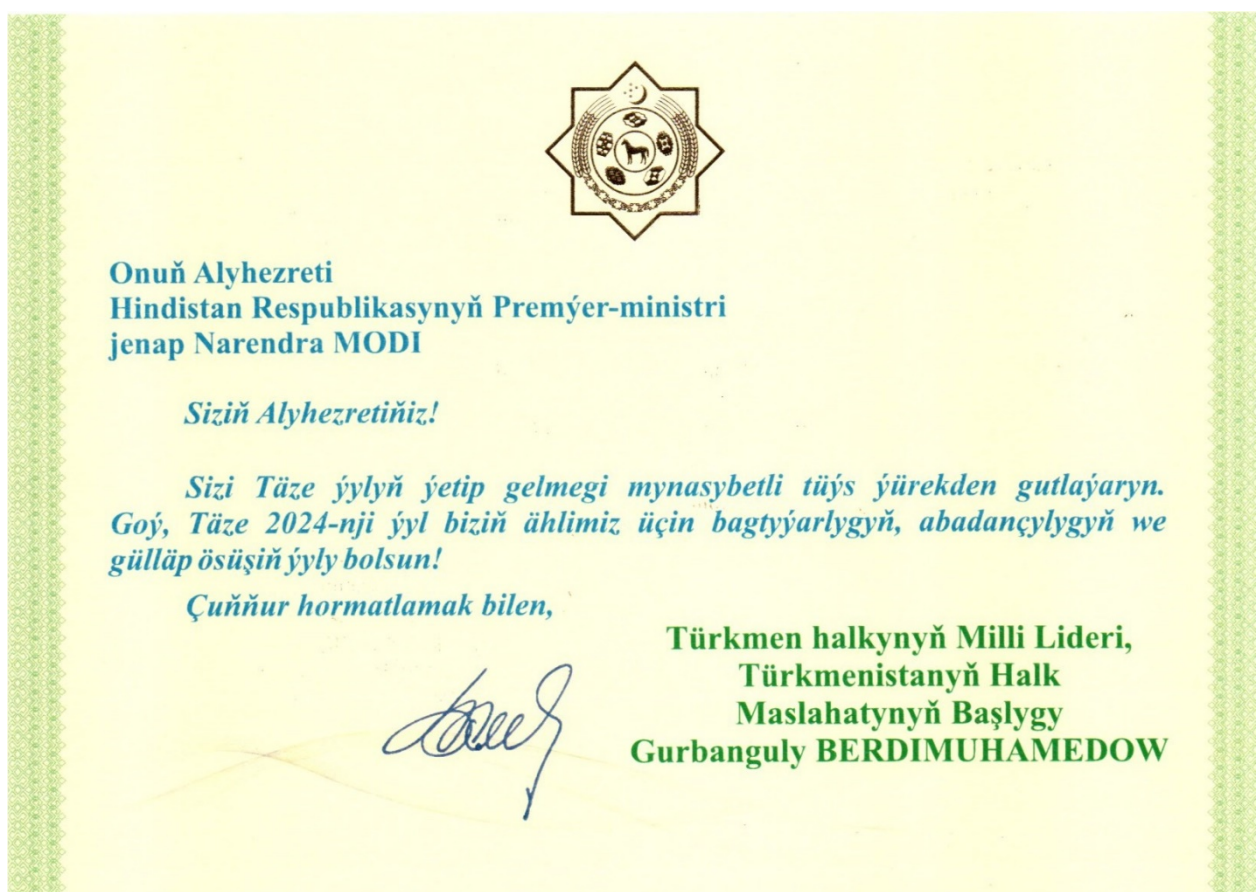 Onuň Alyhezreti
Hindistan Respublikasynyň Premýer-ministri
jenap Narendra MODI
Siziň Alyhezretiňiz!
Sizi Täze ýylyň ýetip gelmegi mynasybetli tüýs ýürekden gutlaýaryn.
Goý, Täze 2024-nji ýyl biziň ählimiz üçin bagtyýarlygyň, abadançylygyň we
gülläp ösüşiň ýyly bolsun!
Çuňňur hormatlamak bilen,
Türkmen halkynyň Milli Lideri,
Türkmenistanyň Halk
Maslahatynyň Başlygy
Gurbanguly BERDIMUHAMEDOW